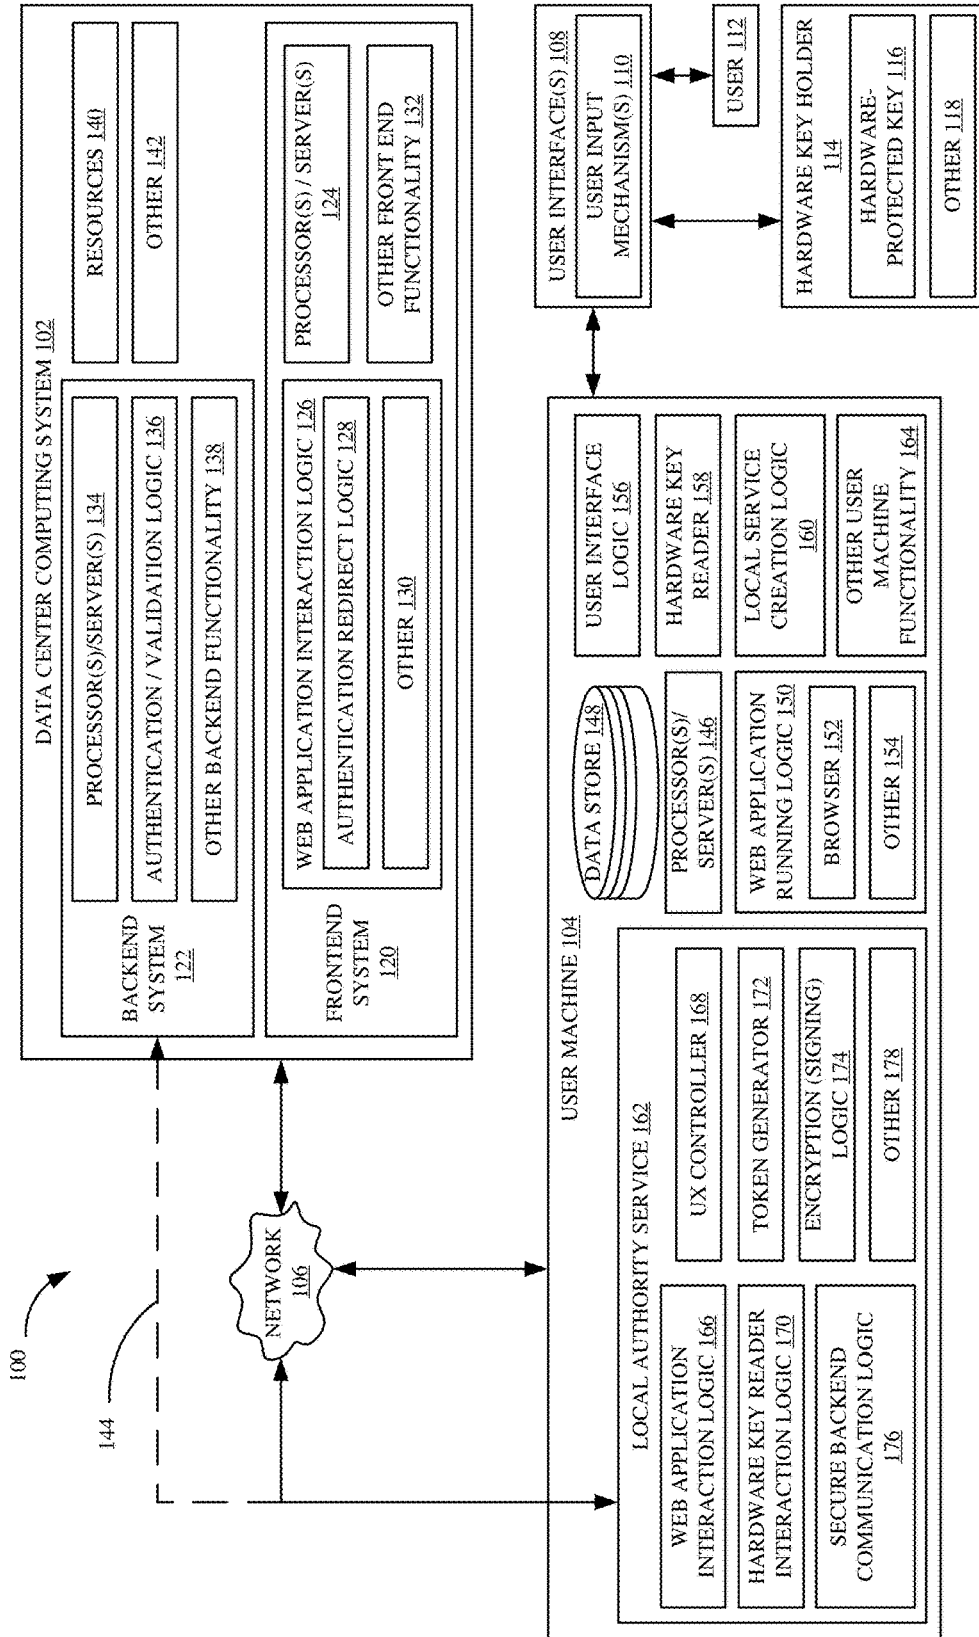 100
144
DATA CENTER COMPUTING SYSTEM 102
BACKEND
SYSTEM
122
PROCESSOR(S)/SERVER(S) 134
AUTHENTICATION / VALIDATION LOGIC 136
OTHER BACKEND FUNCTIONALITY 138
RESOURCES 140
OTHER 142
FRONTEND
SYSTEM
120
WEB APPLICATION INTERACTION LOGIC 126
AUTHENTICATION REDIRECT LOGIC 128
OTHER 130
PROCESSOR(S) / SERVER(S)
124
OTHER FRONT END
FUNCTIONALITY 132
NETWORK
106
USER MACHINE 104
LOCAL AUTHORITY SERVICE 162
WEB APPLICATION
INTERACTION LOGIC 166
UX CONTROLLER 168
HARDWARE KEY READER
INTERACTION LOGIC 170
TOKEN GENERATOR 172
SECURE BACKEND
COMMUNICATION LOGIC
176
ENCRYPTION (SIGNING)
LOGIC 174
OTHER 178
DATA STORE 148
PROCESSOR(S)/
SERVER(S) 146
WEB APPLICATION
RUNNING LOGIC 150
BROWSER 152
OTHER 154
USER INTERFACE
LOGIC 156
HARDWARE KEY
READER 158
LOCAL SERVICE
CREATION LOGIC
160
OTHER USER
MACHINE
FUNCTIONALITY 164
USER INTERFACE(S) 108
USER INPUT
MECHANISM(S) 110
USER 112
HARDWARE KEY HOLDER
114
HARDWARE-
PROTECTED KEY 116
OTHER 118